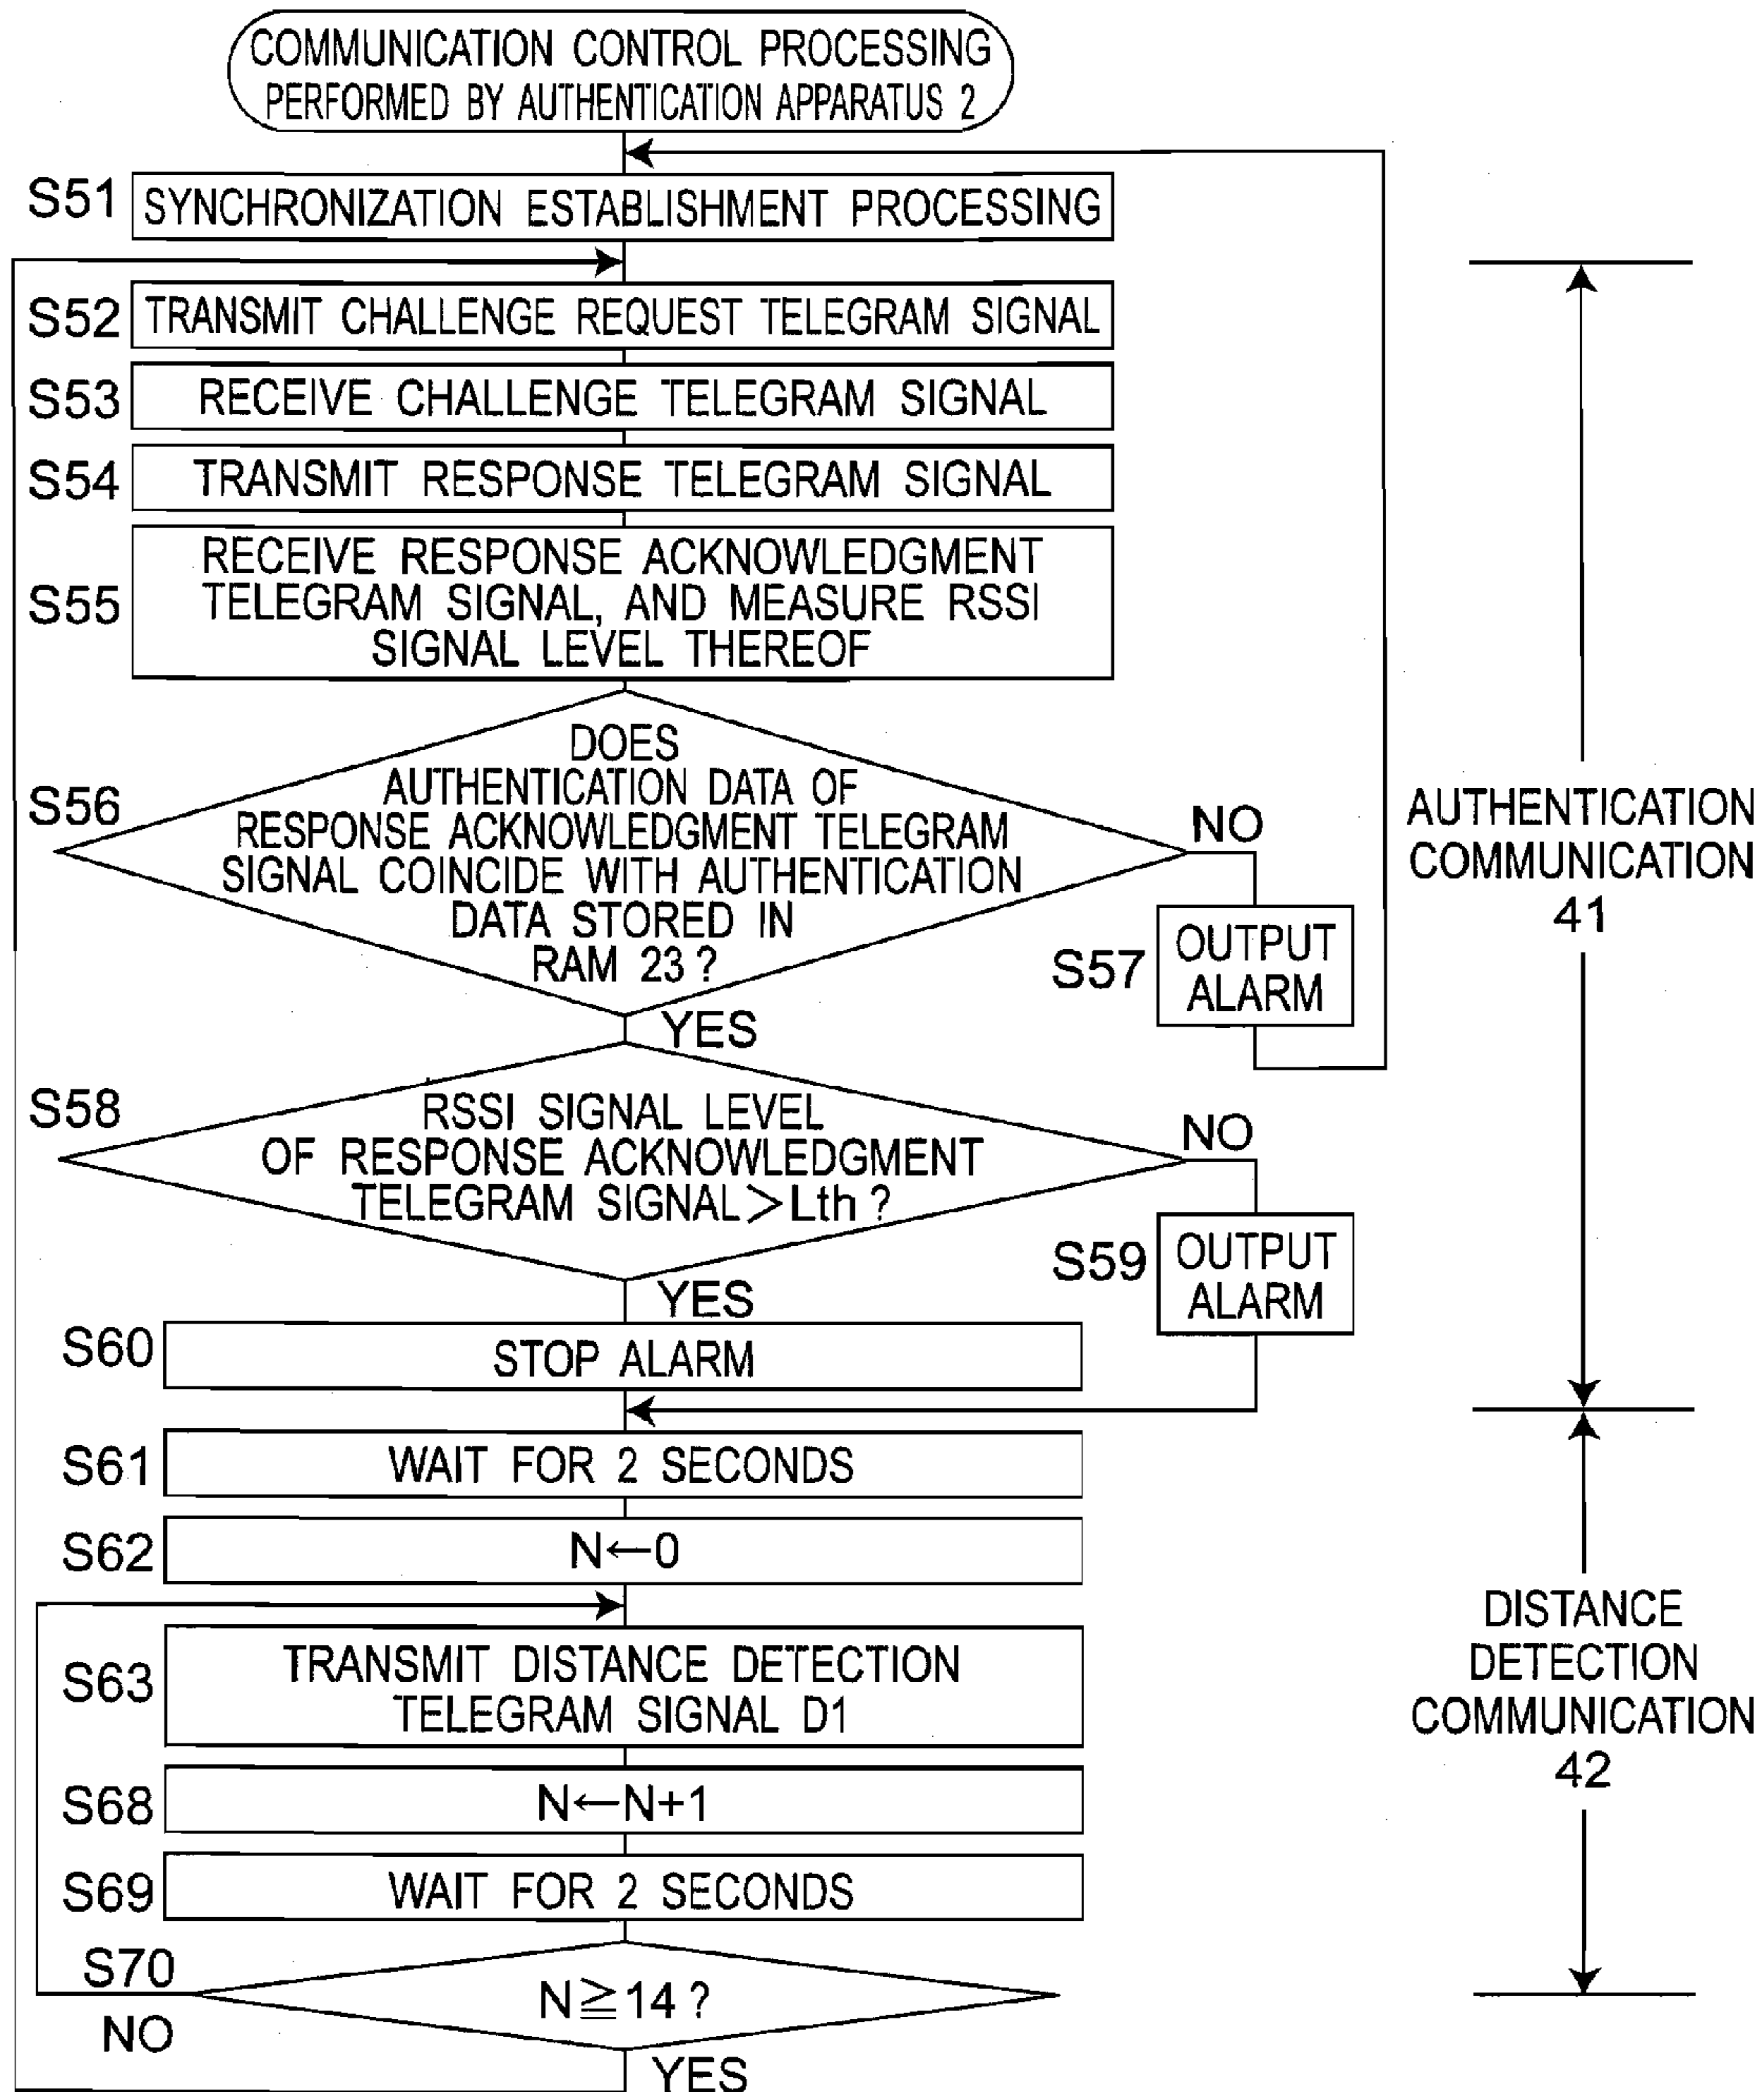 COMMUNICATION CONTROL PROCESSING
PERFORMED BY AUTHENTICATION APPARATUS 2
S51
SYNCHRONIZATION ESTABLISHMENT PROCESSING
S52
TRANSMIT CHALLENGE REQUEST TELEGRAM SIGNAL
S53
RECEIVE CHALLENGE TELEGRAM SIGNAL
S54
TRANSMIT RESPONSE TELEGRAM SIGNAL
S55
RECEIVE RESPONSE ACKNOWLEDGMENT
TELEGRAM SIGNAL, AND MEASURE RSSI
SIGNAL LEVEL THEREOF
S56
DOES
AUTHENTICATION DATA OF
RESPONSE ACKNOWLEDGMENT TELEGRAM
SIGNAL COINCIDE WITH AUTHENTICATION
DATA STORED IN
RAM 23?
NO
S57
OUTPUT
ALARM
YES
S58
RSSI SIGNAL LEVEL
OF RESPONSE ACKNOWLEDGMENT
TELEGRAM SIGNAL>Lth?
NO
S59
OUTPUT
ALARM
YES
S60
STOP ALARM
AUTHENTICATION
COMMUNICATION
41
S61
WAIT FOR 2 SECONDS
S62
N←0
S63
TRANSMIT DISTANCE DETECTION
TELEGRAM SIGNAL D1
S68
N←N+1
S69
WAIT FOR 2 SECONDS
S70
N≧14?
NO
YES
DISTANCE
DETECTION
COMMUNICATION
42